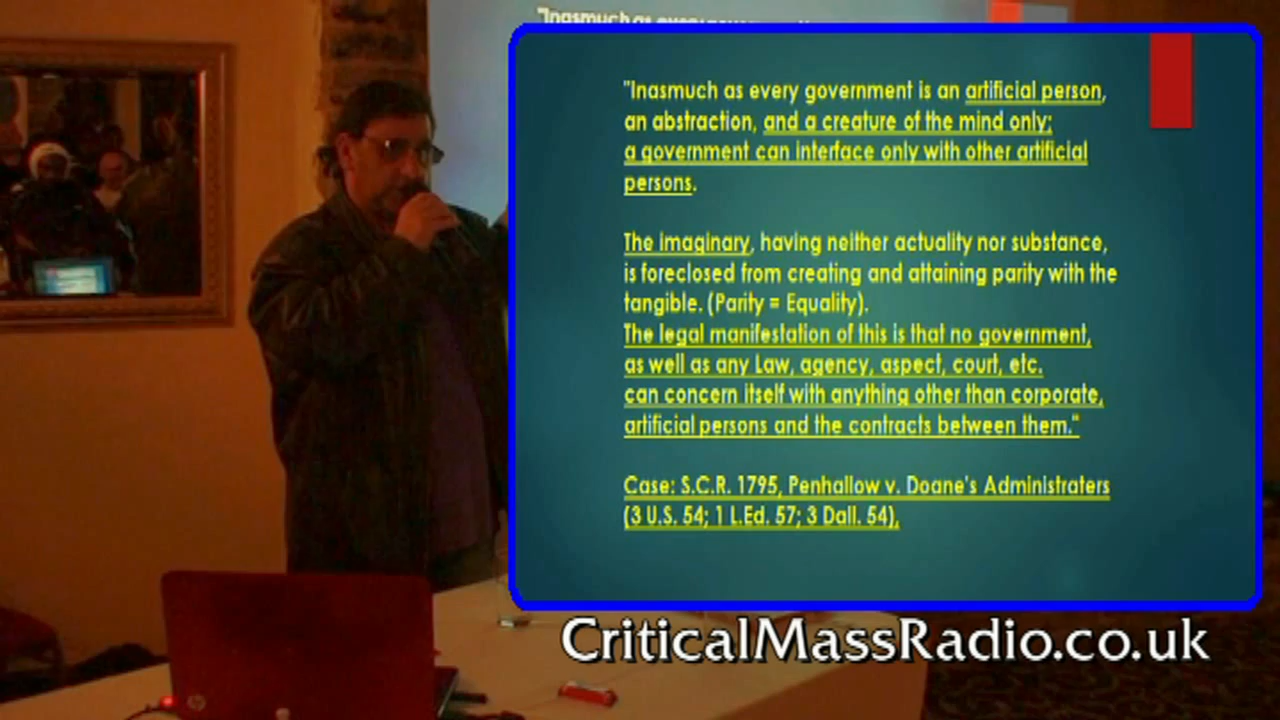 "Inasmuch as every
"Inasmuch as every government is an artificial person,
an abstraction, and a creature of the mind only;
a government can interface only with other artificial
persons.
The imaginary, having neither actuality nor substance,
is foreclosed from creating and attaining parity with the
tangible. (Parity = Equality).
The legal manifestation of this is that no government,
as well as any Law, agency, aspect, court, etc.
can concern itself with anything other than corporate,
artificial persons and the contracts between them."
Case: S.C.R. 1795, Penhallow v. Doane's Administraters
(3 U.S. 54; 1 L.Ed. 57; 3 Dall. 54),
CriticalMassRadio.co.uk
hp